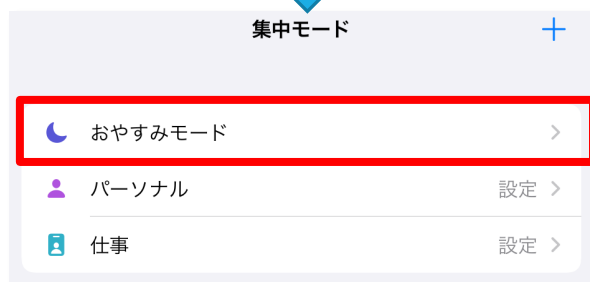 集中モード
おやすみモード
パーソナル 設定
仕事 設定